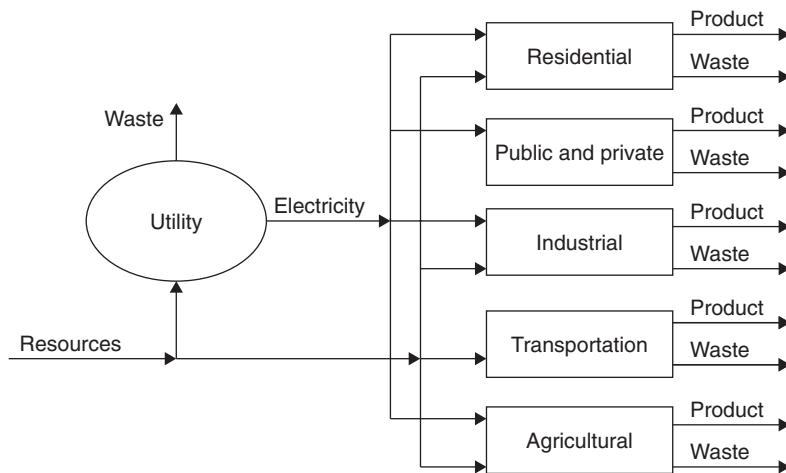 Product
Residential
Waste
Waste
Product
Public and private
Waste
Electricity
Utility
Product
Industrial
Waste
Resources
Product
Transportation
Waste
Product
Agricultural
Waste